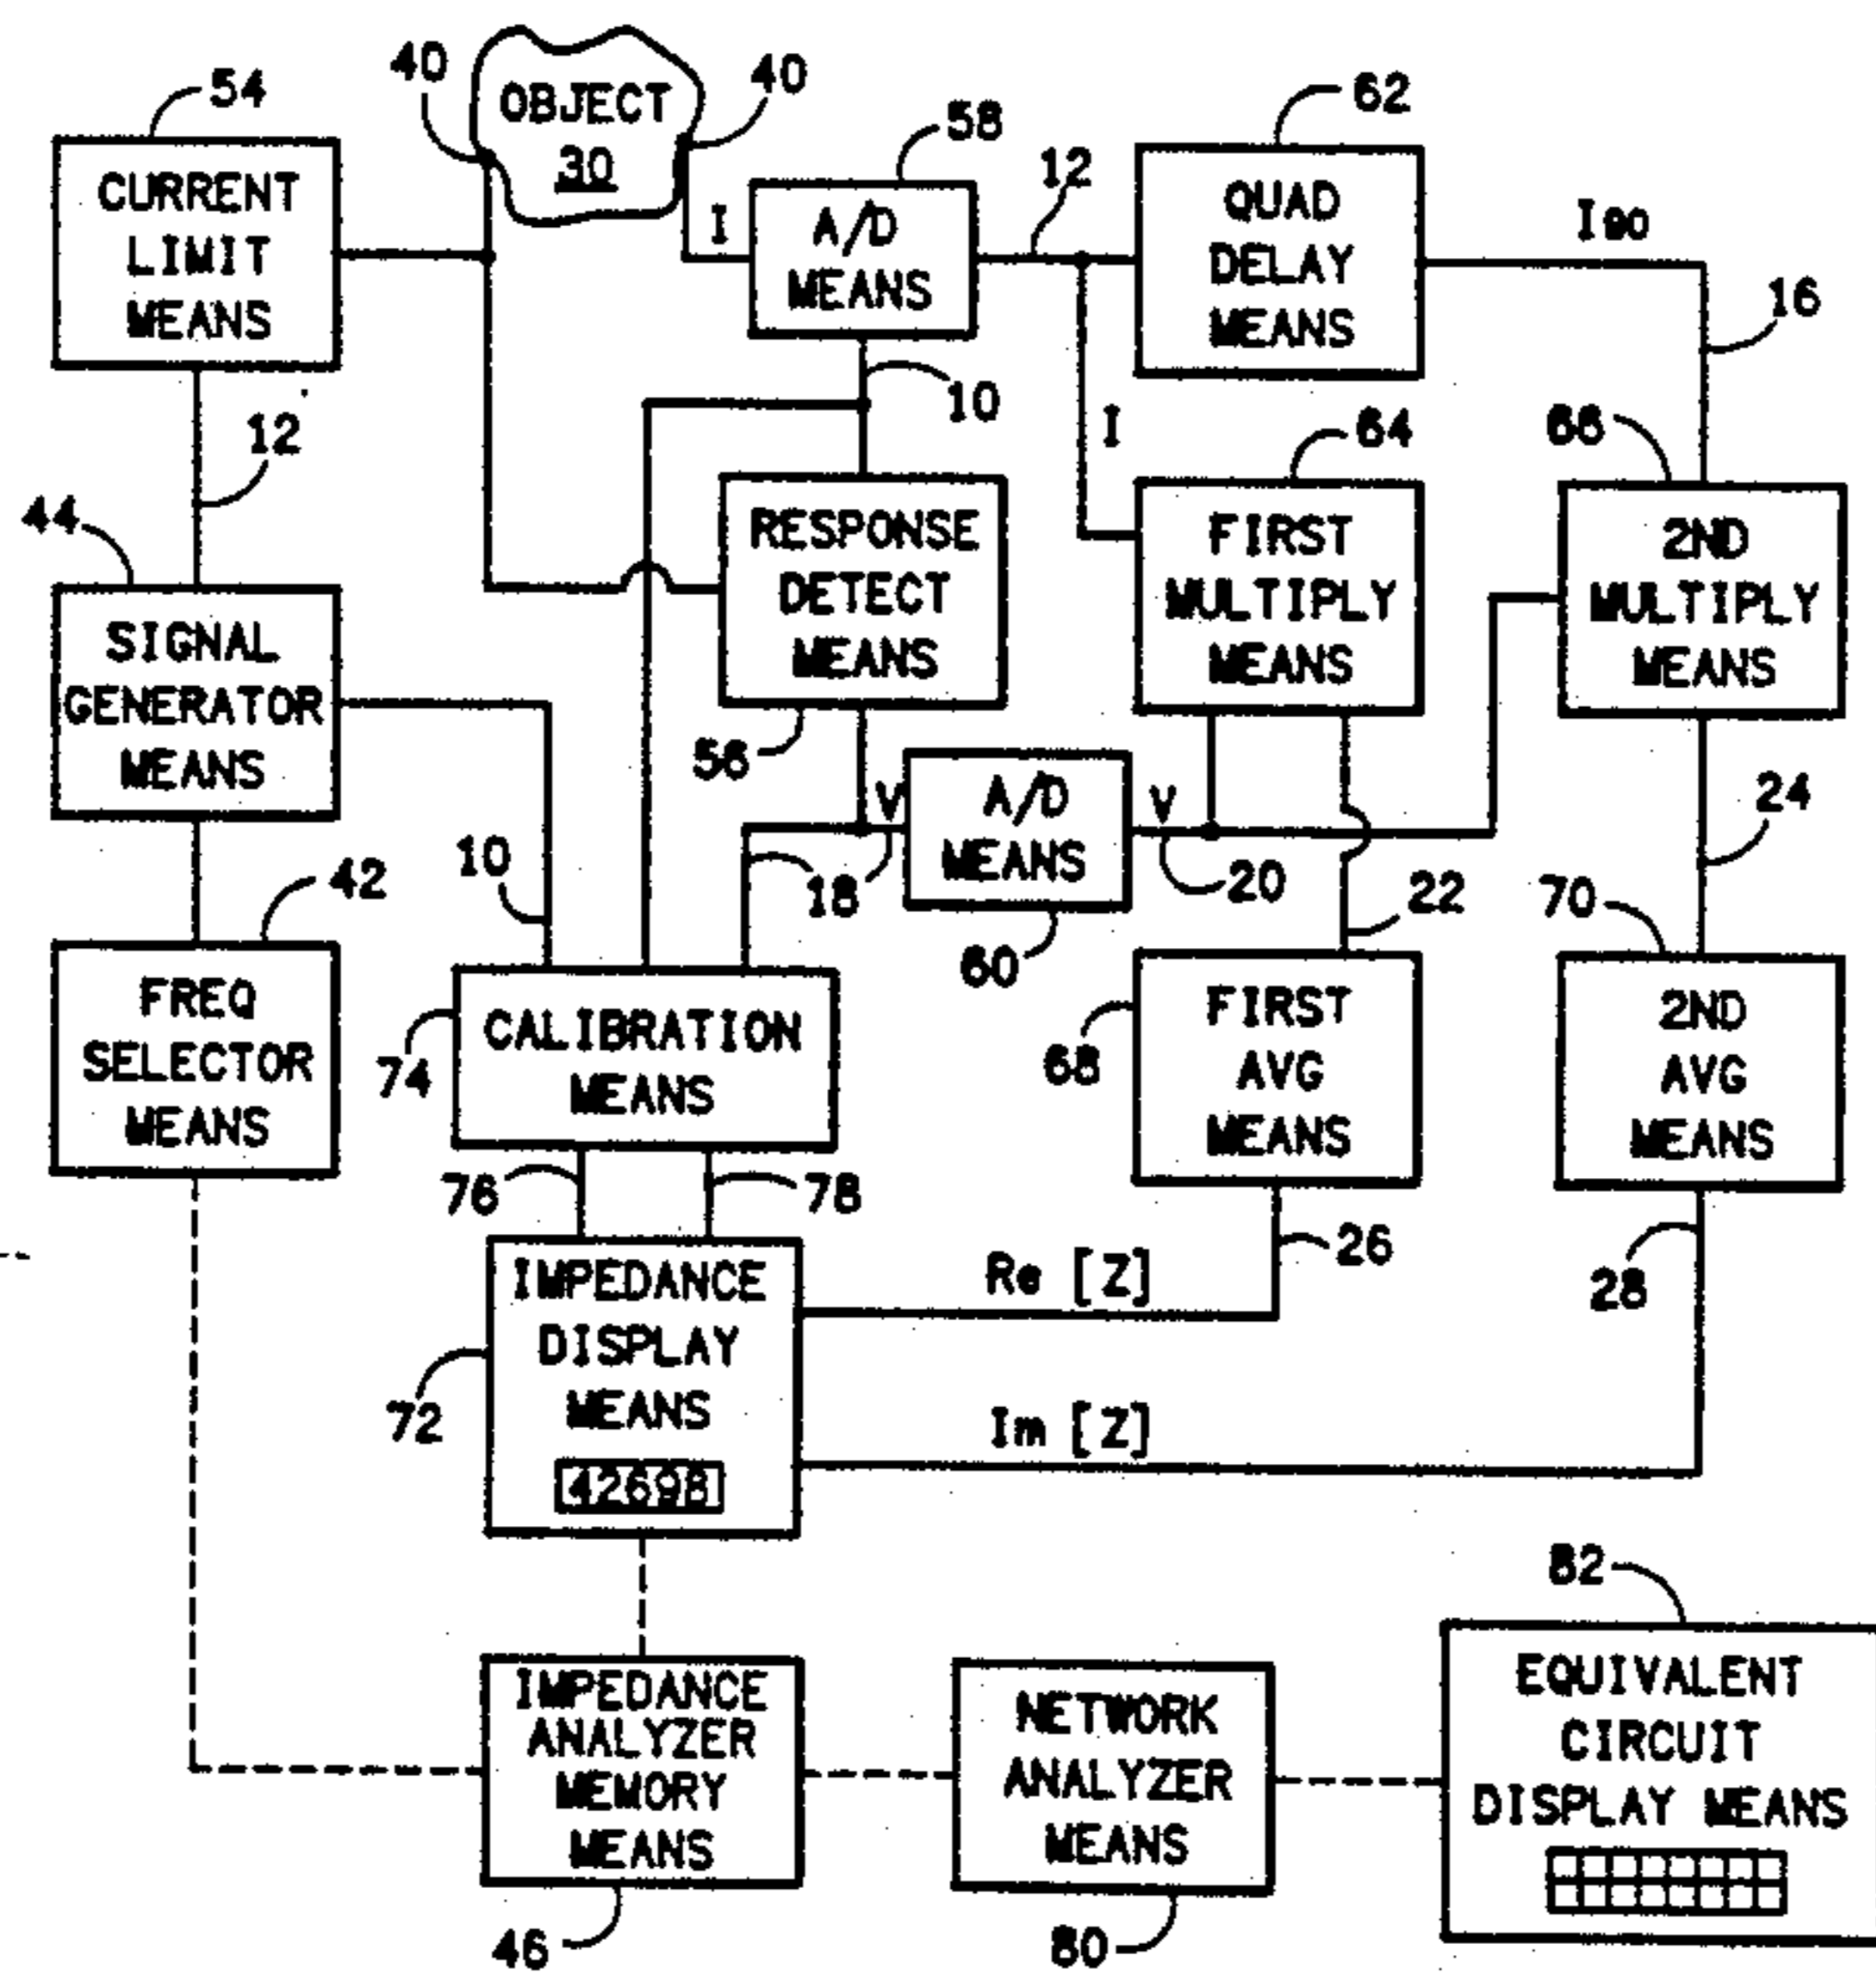 54
40
OBJECT
30
40
58
62
CURRENT
LIMIT
MEANS
I
A/D
MEANS
12
QUAD
DELAY
MEANS
I90
16
12
10
I
64
66
44
RESPONSE
DETECT
MEANS
FIRST
MULTIPLY
MEANS
2ND
MULTIPLY
MEANS
SIGNAL
GENERATOR
MEANS
56
V
A/D
MEANS
V
24
10
18
20
22
70
42
60
FREQ
SELECTOR
MEANS
74
CALIBRATION
MEANS
68
FIRST
AVG
MEANS
2ND
AVG
MEANS
76
78
26
28
IMPEDANCE
DISPLAY
MEANS
42698
72
Re [Z]
Im [Z]
82
IMPEDANCE
ANALYZER
MEMORY
MEANS
NETWORK
ANALYZER
MEANS
EQUIVALENT
CIRCUIT
DISPLAY MEANS
46
80